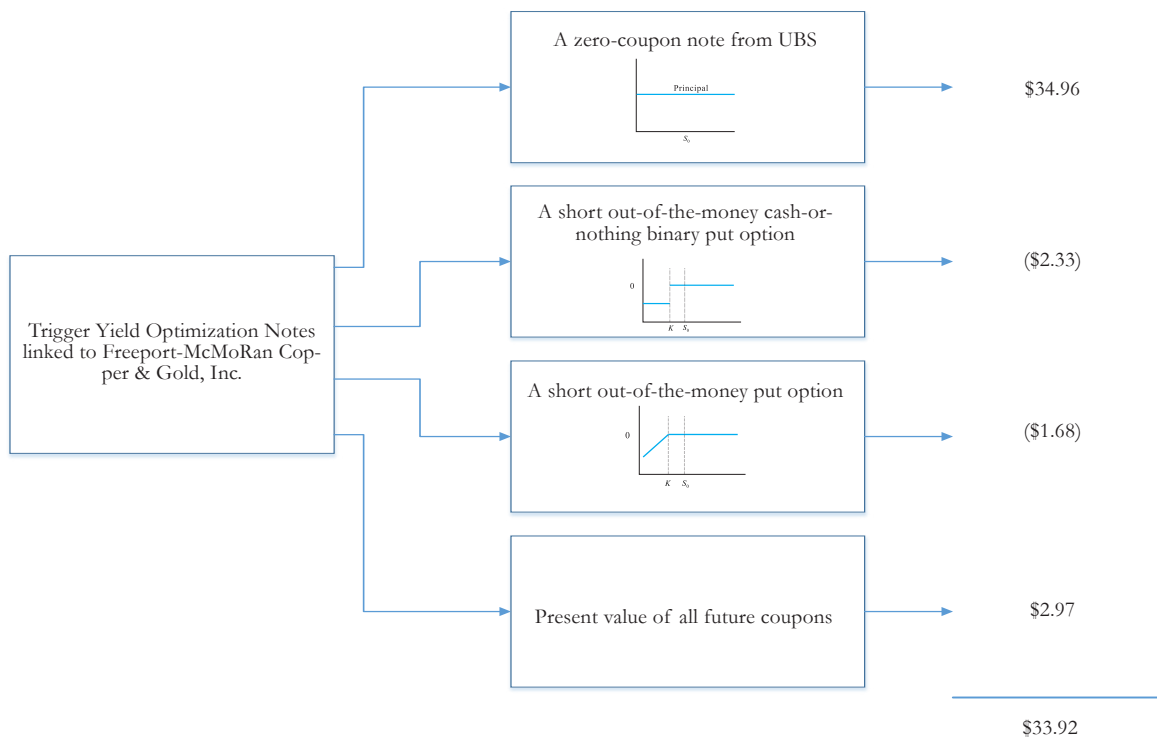 A zero-coupon note from UBS
Principal
S₀
$34.96
A short out-of-the-money cash-or-
nothing binary put option
0
K
S₀
($2.33)
Trigger Yield Optimization Notes
linked to Freeport-McMoRan Cop-
per & Gold, Inc.
A short out-of-the-money put option
0
K
S₀
($1.68)
Present value of all future coupons
$2.97
$33.92